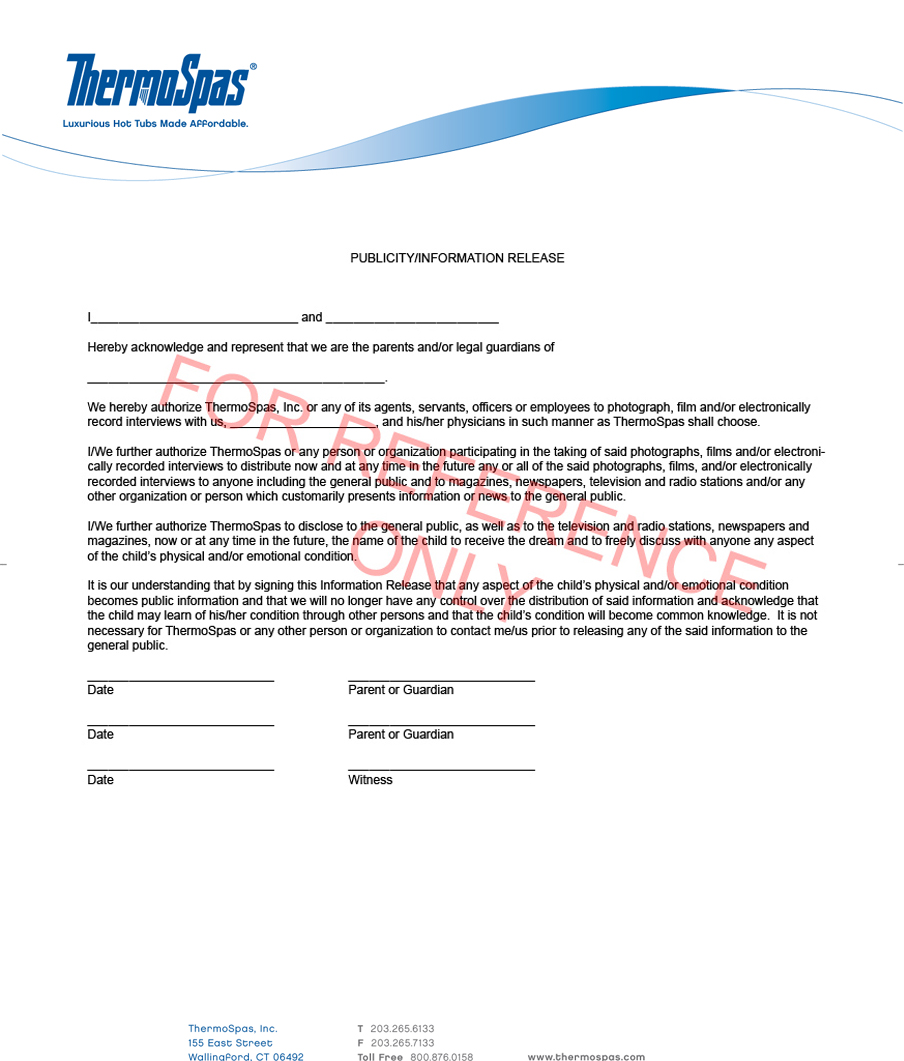 ThermoSpas®
Luxurious Hot Tubs Made Affordable.
PUBLICITY/INFORMATION RELEASE
I______________________________ and _________________________
Hereby acknowledge and represent that we are the parents and/or legal guardians of
___________________________________________.
We hereby authorize ThermoSpas, Inc. or any of its agents, servants, officers or employees to photograph, film and/or electronically
record interviews with us, _____________________, and his/her physicians in such manner as ThermoSpas shall choose.
I/We further authorize ThermoSpas or any person or organization participating in the taking of said photographs, films and/or electroni-
cally recorded interviews to distribute now and at any time in the future any or all of the said photographs, films, and/or electronically
recorded interviews to anyone including the general public and to magazines, newspapers, television and radio stations and/or any
other organization or person which customarily presents information or news to the general public.
I/We further authorize ThermoSpas to disclose to the general public, as well as to the television and radio stations, newspapers and
magazines, now or at any time in the future, the name of the child to receive the dream and to freely discuss with anyone any aspect
of the child's physical and/or emotional condition.
It is our understanding that by signing this Information Release that any aspect of the child's physical and/or emotional condition
becomes public information and that we will no longer have any control over the distribution of said information and acknowledge that
the child may learn of his/her condition through other persons and that the child's condition will become common knowledge.  It is not
necessary for ThermoSpas or any other person or organization to contact me/us prior to releasing any of the said information to the
general public.
___________________________ ___________________________
Date Parent or Guardian
___________________________ ___________________________
Date Parent or Guardian
___________________________ ___________________________
Date Witness
FOR REFERENCE
ONLY
ThermoSpas, Inc. T 203.265.6133
155 East Street F 203.265.7133
Wallingford, CT 06492 Toll Free 800.876.0158 www.thermospas.com